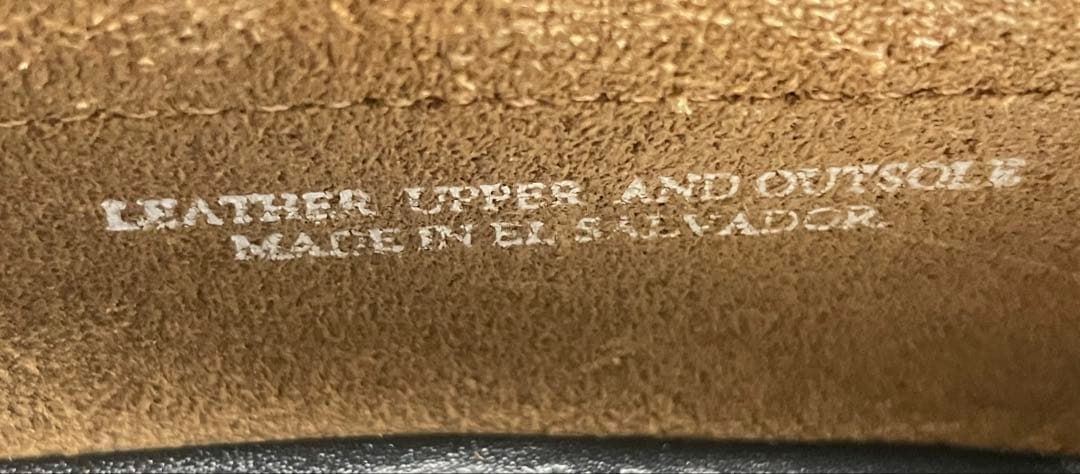 LEATHER UPPER AND OUTSOLE
MADE IN EL SALVADOR